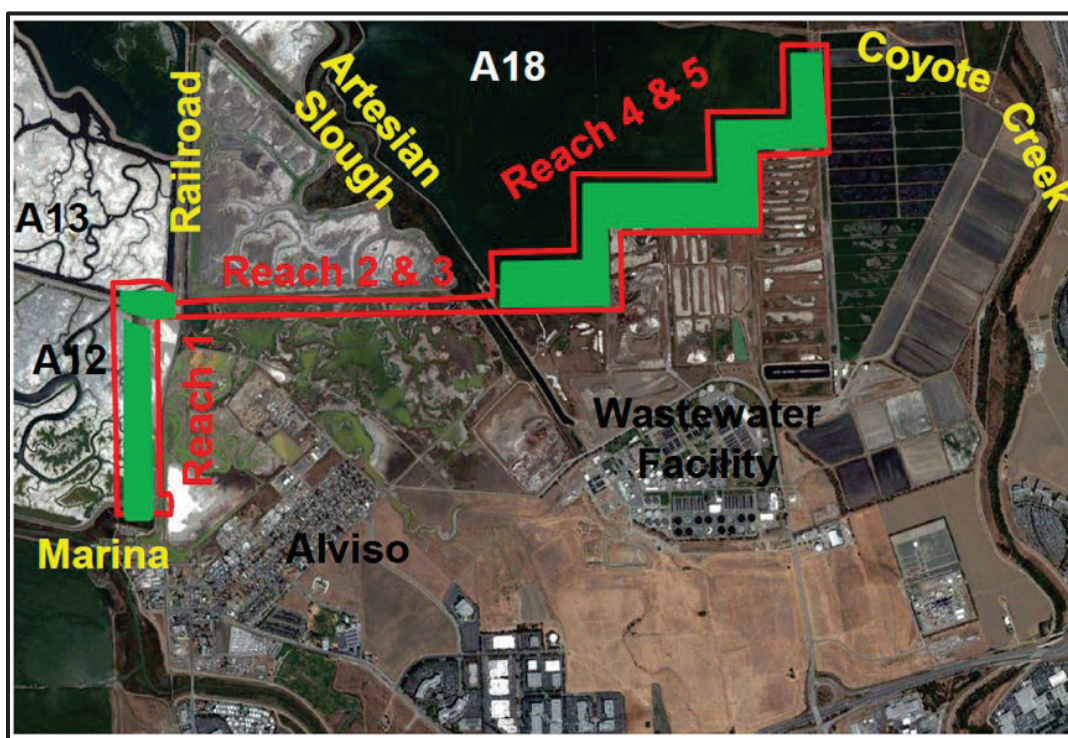 A18
Coyote
Creek
Artesian
Slough
Railroad
Reach 4 & 5
A13
Reach 2 & 3
A12
Reach 1
Wastewater
Facility
Marina
Alviso